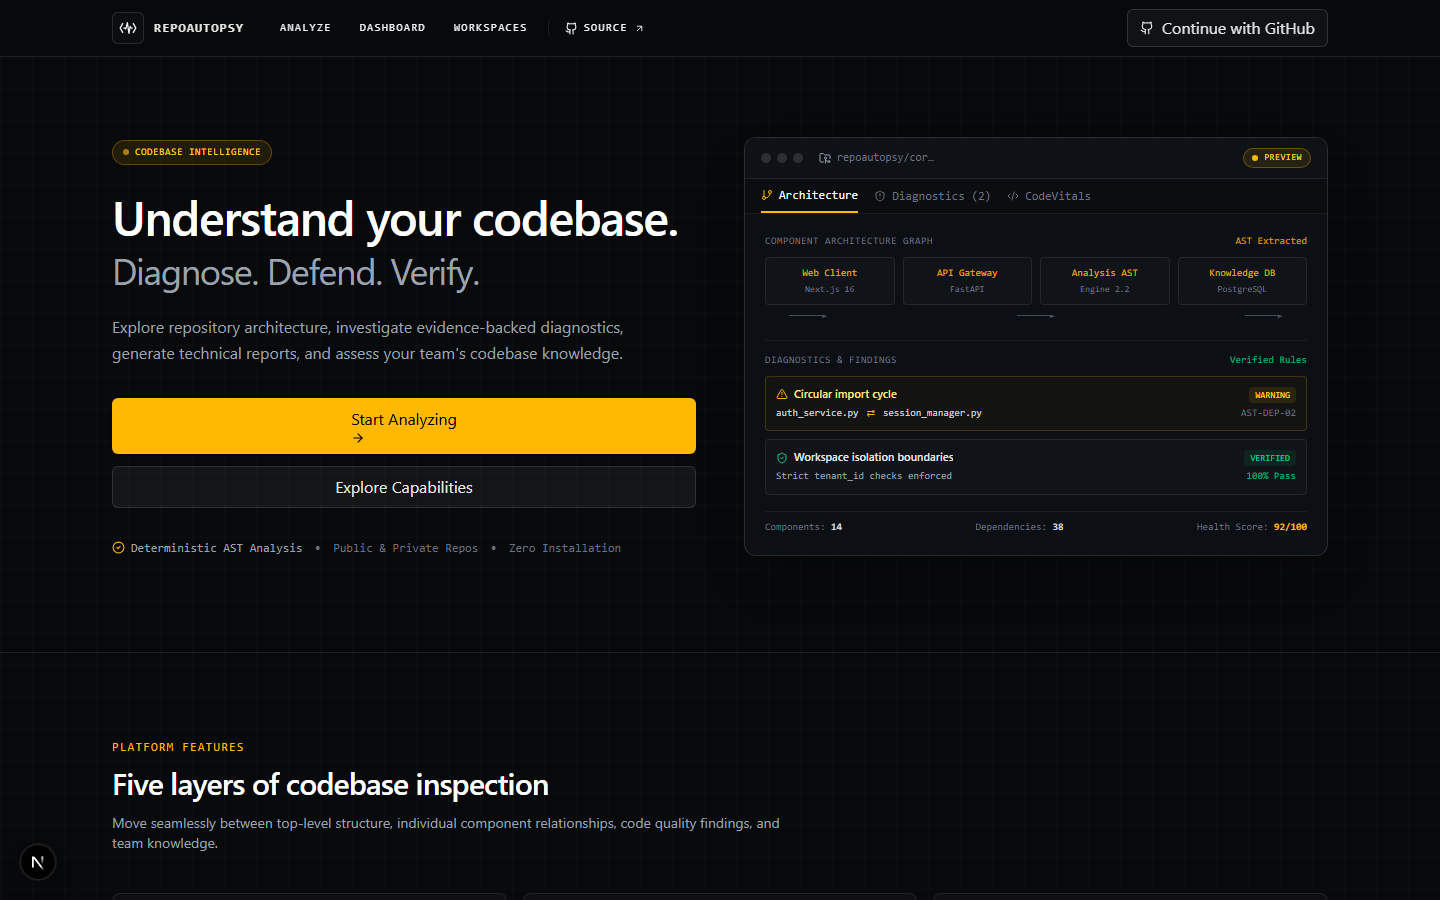 REPOAUTOPSY
ANALYZE
DASHBOARD
WORKSPACES
SOURCE
Continue with GitHub
CODEBASE INTELLIGENCE
Understand your codebase.
Diagnose. Defend. Verify.
Explore repository architecture, investigate evidence-backed diagnostics,
generate technical reports, and assess your team's codebase knowledge.
Start Analyzing
→
Explore Capabilities
Deterministic AST Analysis • Public & Private Repos • Zero Installation
repoautopsy/cor…
PREVIEW
Architecture
Diagnostics (2)
CodeVitals
COMPONENT ARCHITECTURE GRAPH
AST Extracted
Web Client
Next.js 16
API Gateway
FastAPI
Analysis AST
Engine 2.2
Knowledge DB
PostgreSQL
DIAGNOSTICS & FINDINGS
Verified Rules
Circular import cycle
WARNING
auth_service.py ⇄ session_manager.py
AST-DEP-02
Workspace isolation boundaries
VERIFIED
Strict tenant_id checks enforced
100% Pass
Components: 14
Dependencies: 38
Health Score: 92/100
PLATFORM FEATURES
Five layers of codebase inspection
Move seamlessly between top-level structure, individual component relationships, code quality findings, and
team knowledge.
N